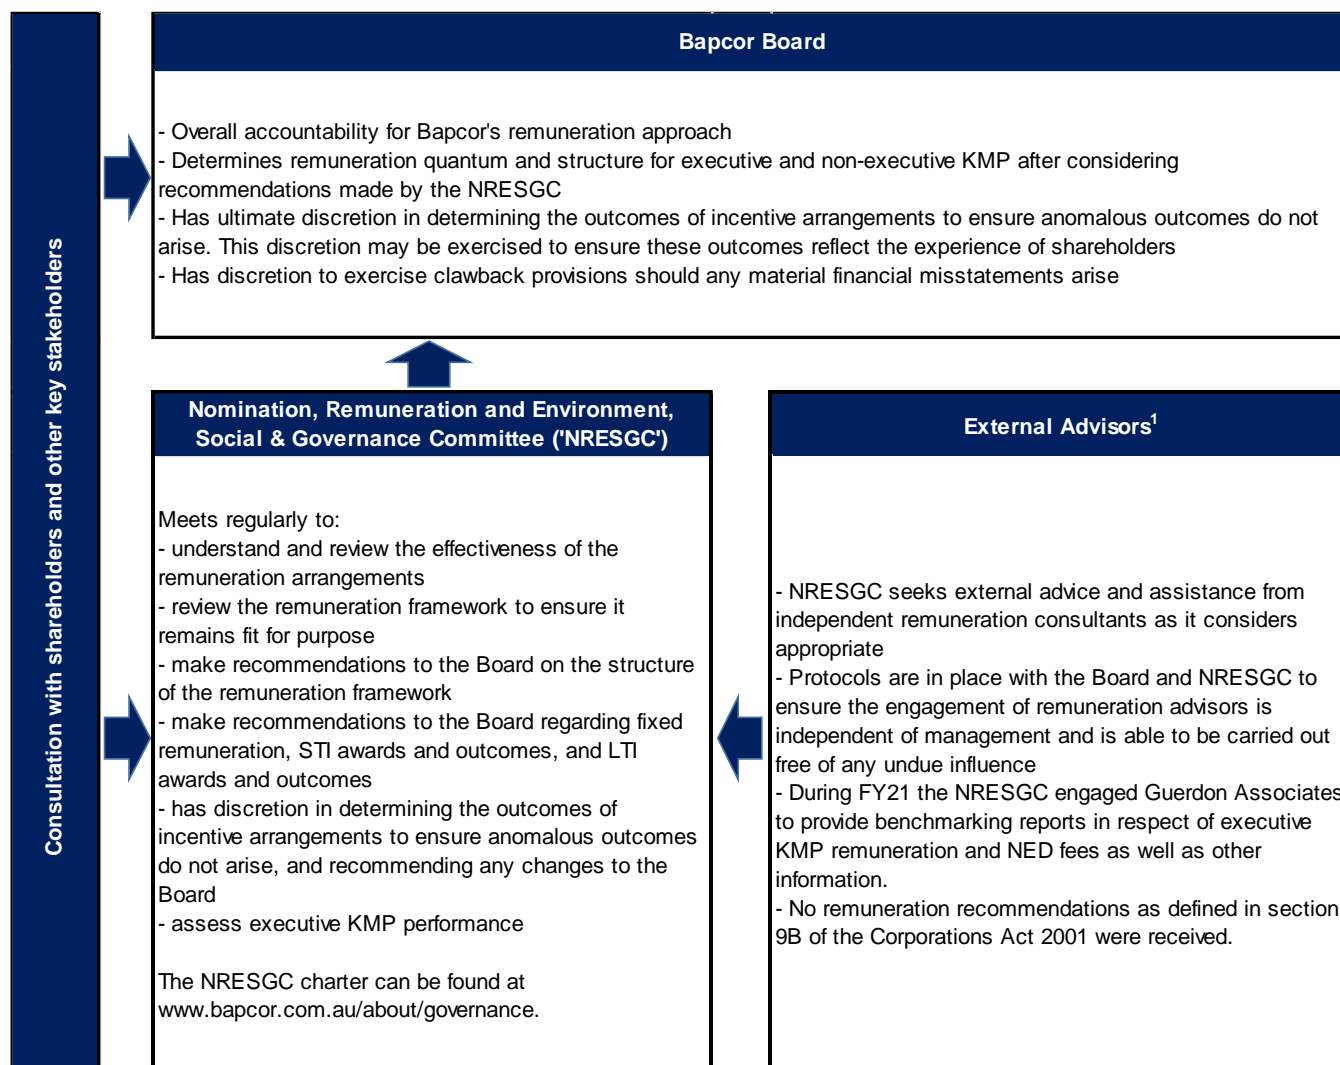 Consultation with shareholders and other key stakeholders
Bapcor Board
- Overall accountability for Bapcor's remuneration approach
- Determines remuneration quantum and structure for executive and non-executive KMP after considering
recommendations made by the NRESGC
- Has ultimate discretion in determining the outcomes of incentive arrangements to ensure anomalous outcomes do not
arise. This discretion may be exercised to ensure these outcomes reflect the experience of shareholders
- Has discretion to exercise clawback provisions should any material financial misstatements arise
Nomination, Remuneration and Environment,
Social & Governance Committee ('NRESGC')
Meets regularly to:
- understand and review the effectiveness of the
remuneration arrangements
- review the remuneration framework to ensure it
remains fit for purpose
- make recommendations to the Board on the structure
of the remuneration framework
- make recommendations to the Board regarding fixed
remuneration, STI awards and outcomes, and LTI
awards and outcomes
- has discretion in determining the outcomes of
incentive arrangements to ensure anomalous outcomes
do not arise, and recommending any changes to the
Board
- assess executive KMP performance
The NRESGC charter can be found at
www.bapcor.com.au/about/governance.
External Advisors¹
- NRESGC seeks external advice and assistance from
independent remuneration consultants as it considers
appropriate
- Protocols are in place with the Board and NRESGC to
ensure the engagement of remuneration advisors is
independent of management and is able to be carried out
free of any undue influence
- During FY21 the NRESGC engaged Guerdon Associates
to provide benchmarking reports in respect of executive
KMP remuneration and NED fees as well as other
information.
- No remuneration recommendations as defined in section
9B of the Corporations Act 2001 were received.